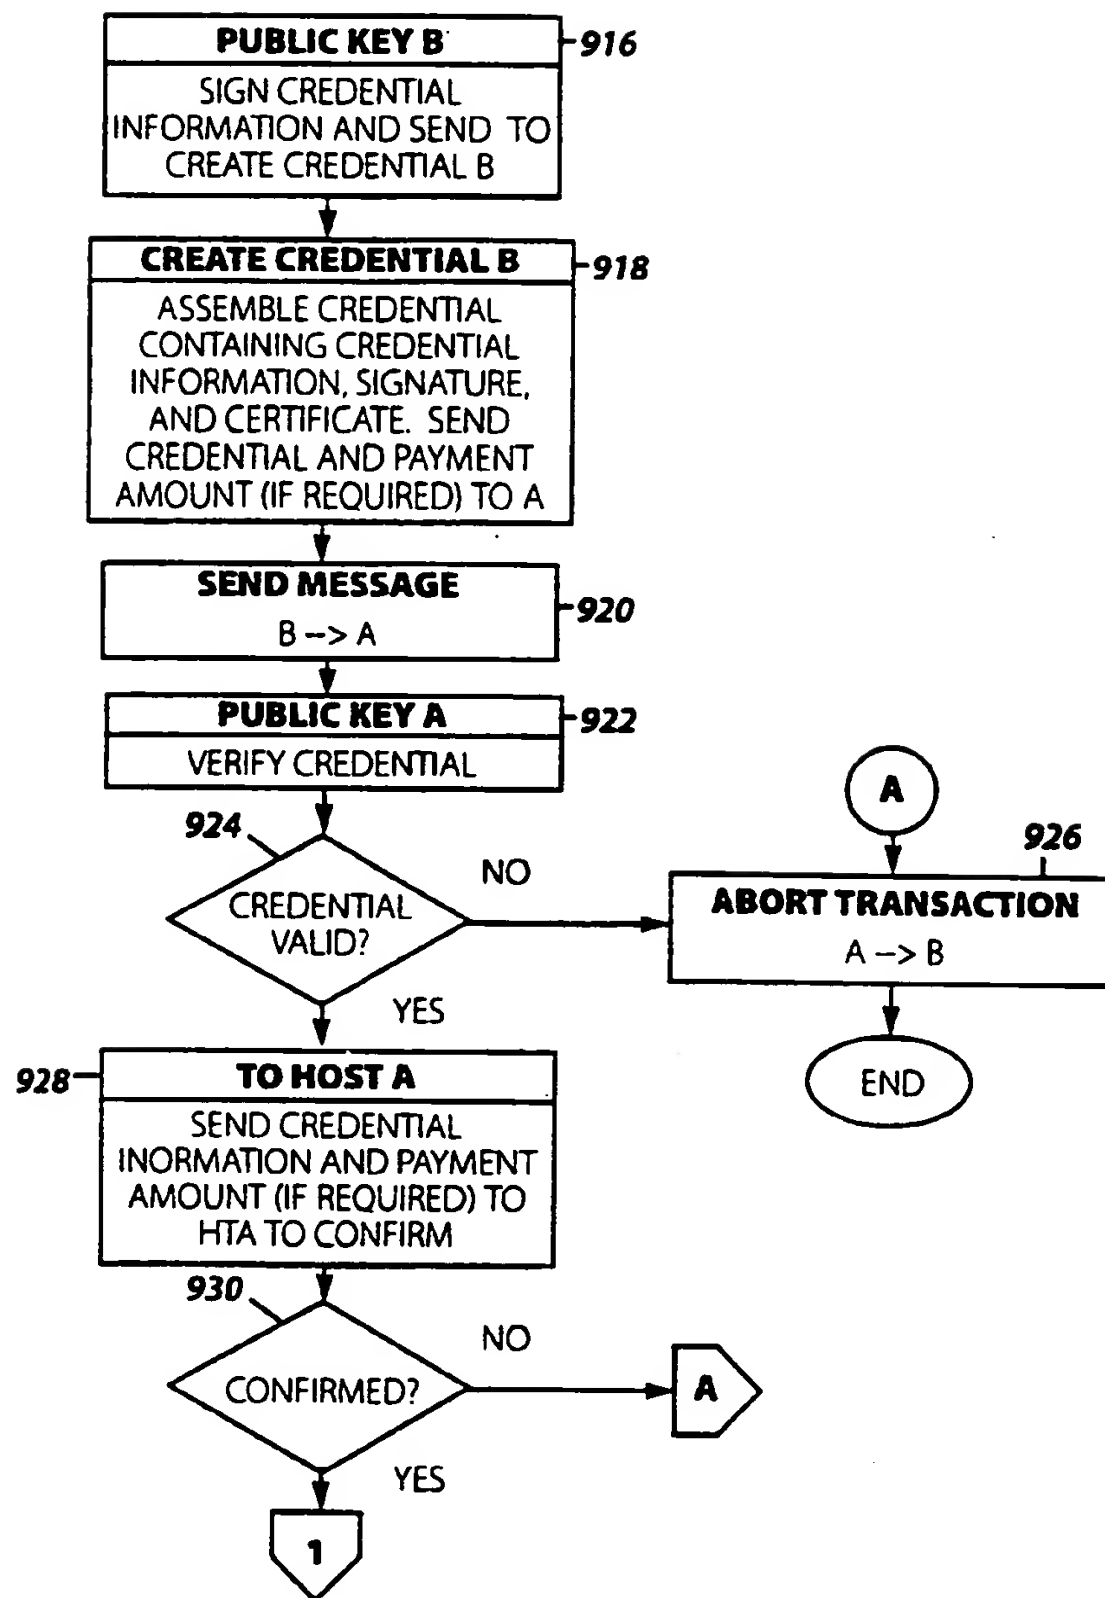 PUBLIC KEY B
916
SIGN CREDENTIAL
INFORMATION AND SEND TO
CREATE CREDENTIAL B
CREATE CREDENTIAL B
918
ASSEMBLE CREDENTIAL
CONTAINING CREDENTIAL
INFORMATION, SIGNATURE,
AND CERTIFICATE. SEND
CREDENTIAL AND PAYMENT
AMOUNT (IF REQUIRED) TO A
SEND MESSAGE
920
B --> A
PUBLIC KEY A
922
VERIFY CREDENTIAL
924
CREDENTIAL
VALID?
NO
YES
A
926
ABORT TRANSACTION
A --> B
END
928
TO HOST A
SEND CREDENTIAL
INORMATION AND PAYMENT
AMOUNT (IF REQUIRED) TO
HTA TO CONFIRM
930
CONFIRMED?
NO
A
YES
1